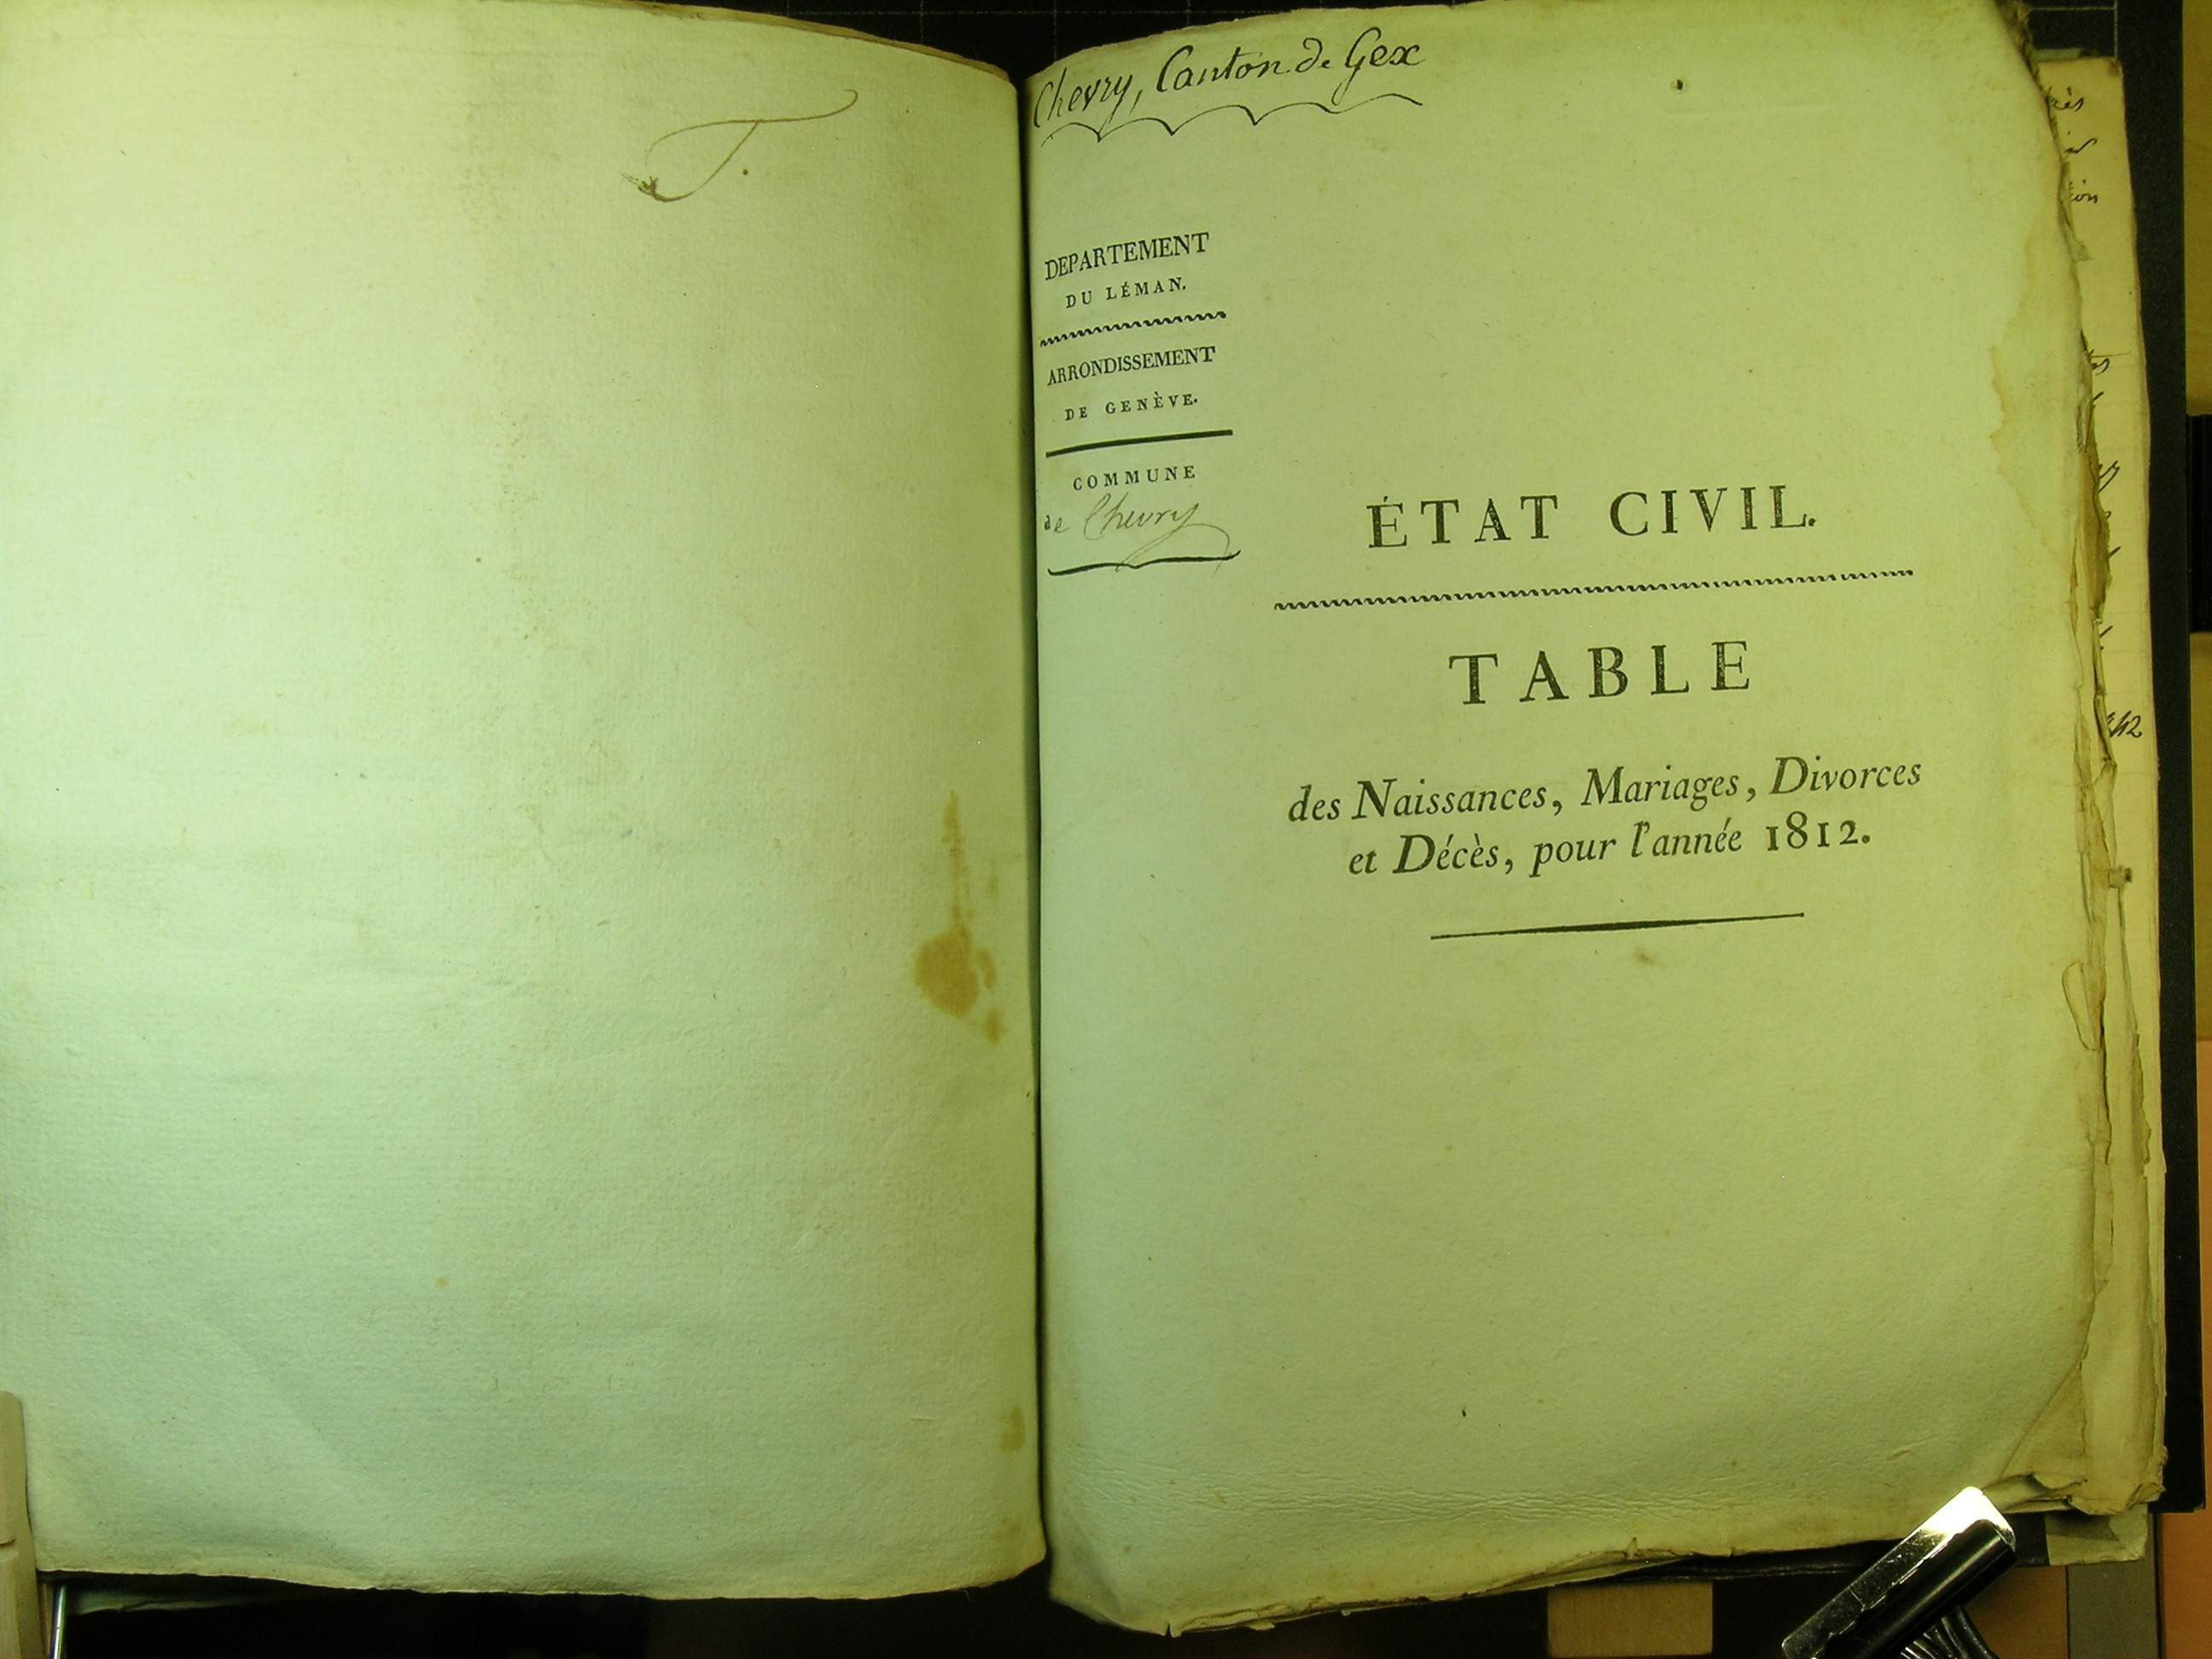 T.
Chevry, Canton de Gex
DEPARTEMENT
DU LÉMAN.
ARRONDISSEMENT
DE GENÈVE.
COMMUNE
de Chevry
ÉTAT CIVIL.
TABLE
des Naissances, Mariages, Divorces
et Décès, pour l'année 1812.